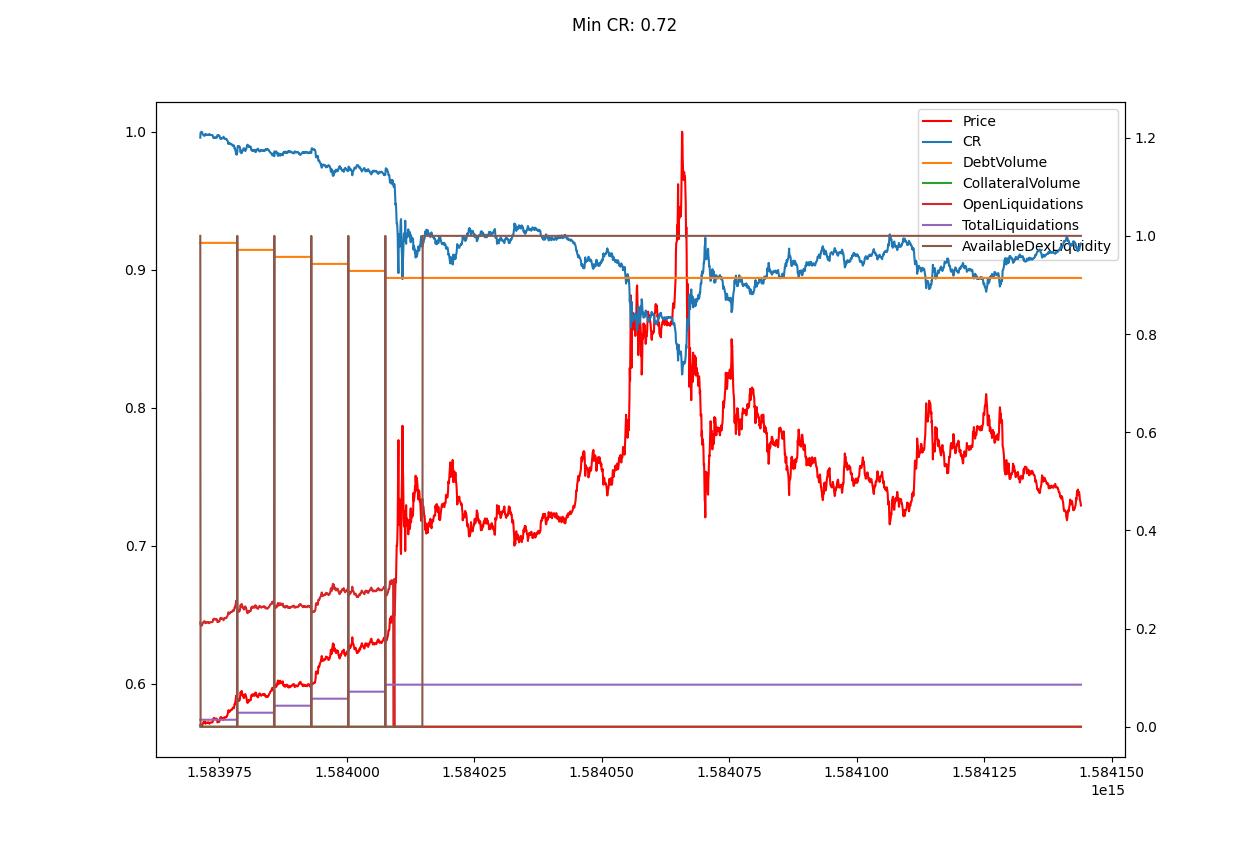 Min CR: 0.72
1.0
0.9
0.8
0.7
0.6
1.2
1.0
0.8
0.6
0.4
0.2
0.0
Price
CR
DebtVolume
CollateralVolume
OpenLiquidations
TotalLiquidations
AvailableDexLiquidity
1.583975 1.584000 1.584025 1.584050 1.584075 1.584100 1.584125 1.584150
1e15